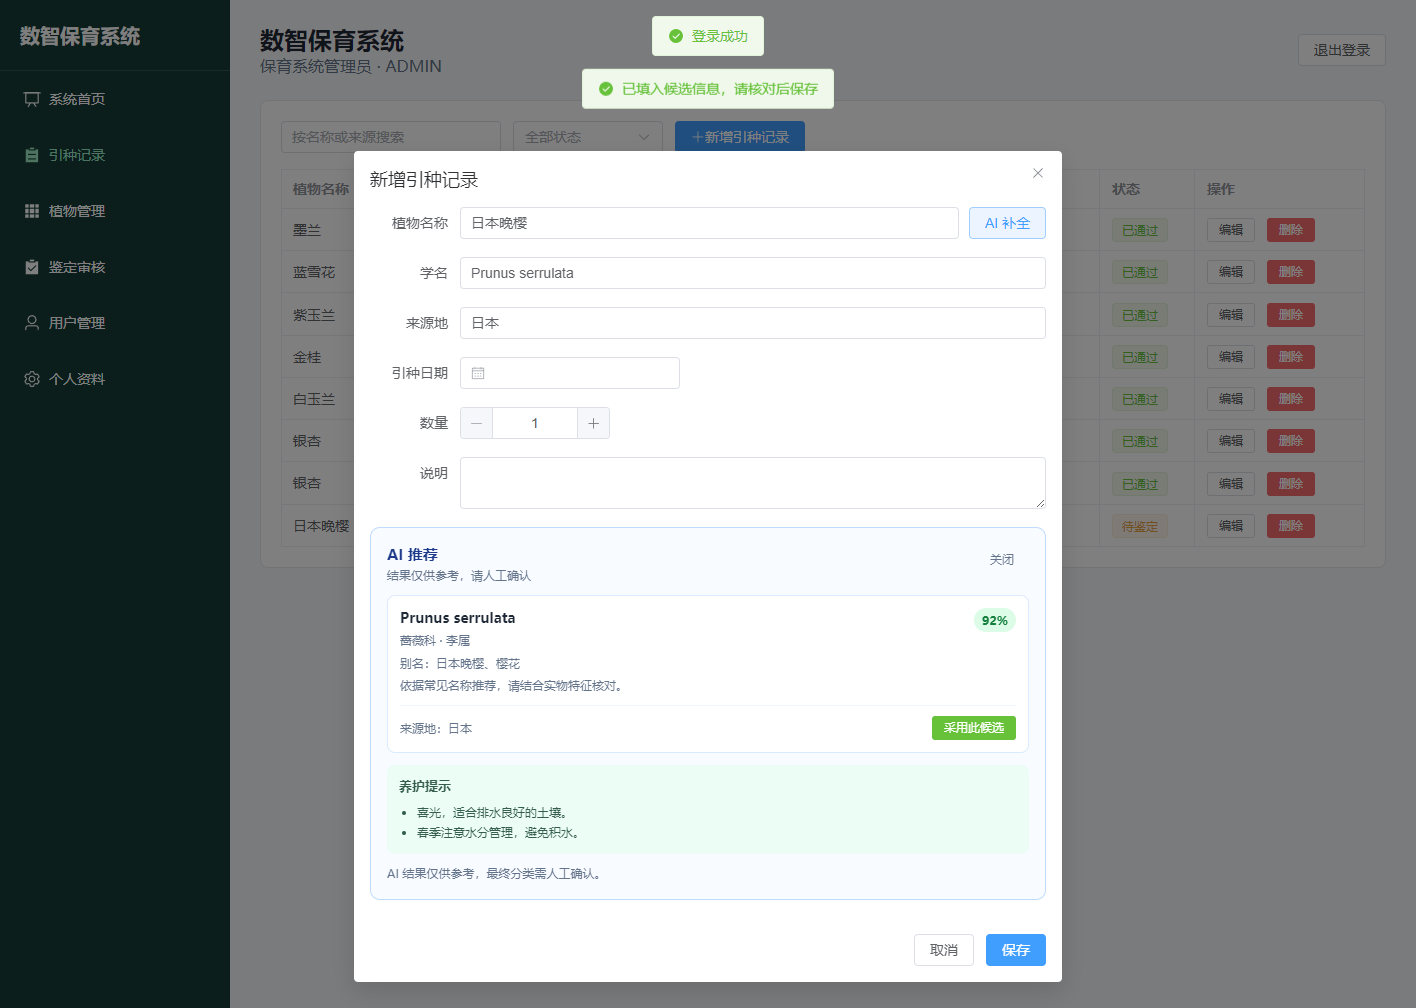 数智保育系统
系统首页
引种记录
植物管理
鉴定审核
用户管理
个人资料
数智保育系统
保育系统管理员 · ADMIN
退出登录
登录成功
已填入候选信息，请核对后保存
按名称或来源搜索
全部状态
+新增引种记录
植物名称
状态
操作
墨兰
已通过
编辑
删除
蓝雪花
已通过
编辑
删除
紫玉兰
已通过
编辑
删除
金桂
已通过
编辑
删除
白玉兰
已通过
编辑
删除
银杏
已通过
编辑
删除
银杏
已通过
编辑
删除
日本晚樱
待鉴定
编辑
删除
新增引种记录
植物名称
日本晚樱
AI 补全
学名
Prunus serrulata
来源地
日本
引种日期
数量
1
说明
AI 推荐
结果仅供参考，请人工确认
关闭
Prunus serrulata
92%
蔷薇科 · 李属
别名：日本晚樱、樱花
依据常见名称推荐，请结合实物特征核对。
来源地：日本
采用此候选
养护提示
• 喜光，适合排水良好的土壤。
• 春季注意水分管理，避免积水。
AI 结果仅供参考，最终分类需人工确认。
取消
保存